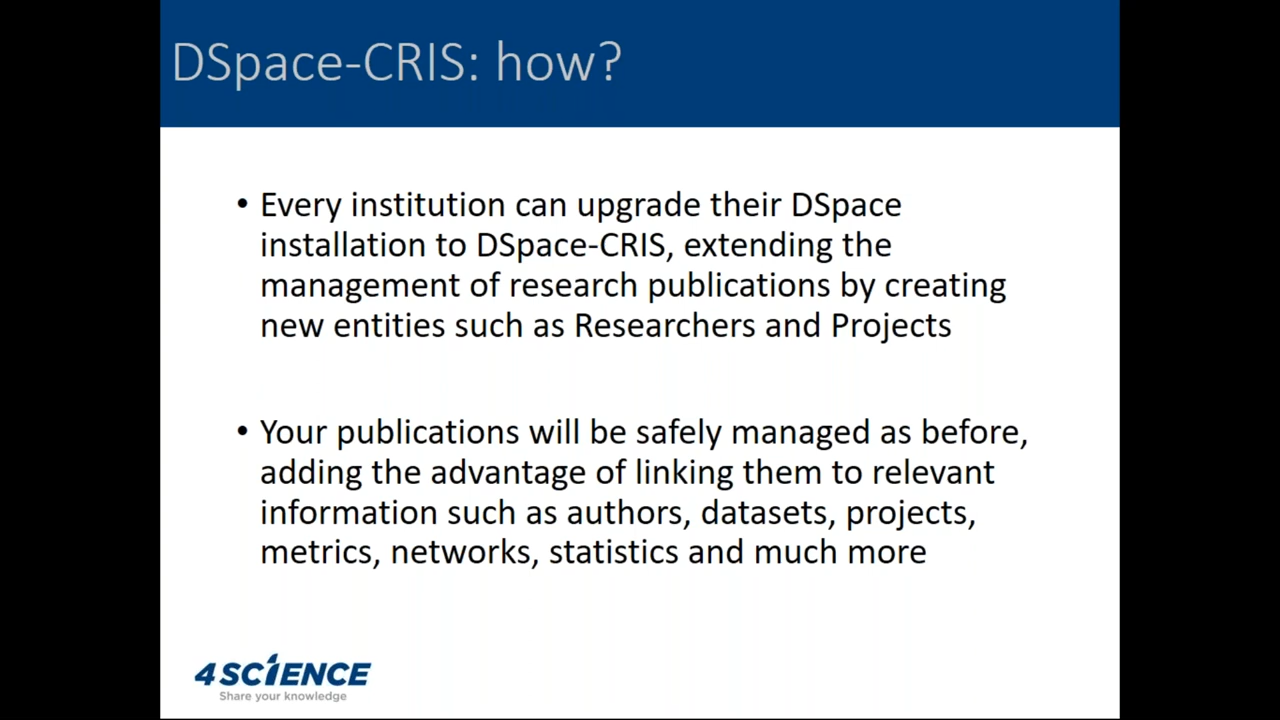 DSpace-CRIS: how?
• Every institution can upgrade their DSpace
installation to DSpace-CRIS, extending the
management of research publications by creating
new entities such as Researchers and Projects
• Your publications will be safely managed as before,
adding the advantage of linking them to relevant
information such as authors, datasets, projects,
metrics, networks, statistics and much more
4SCIENCE
Share your knowledge